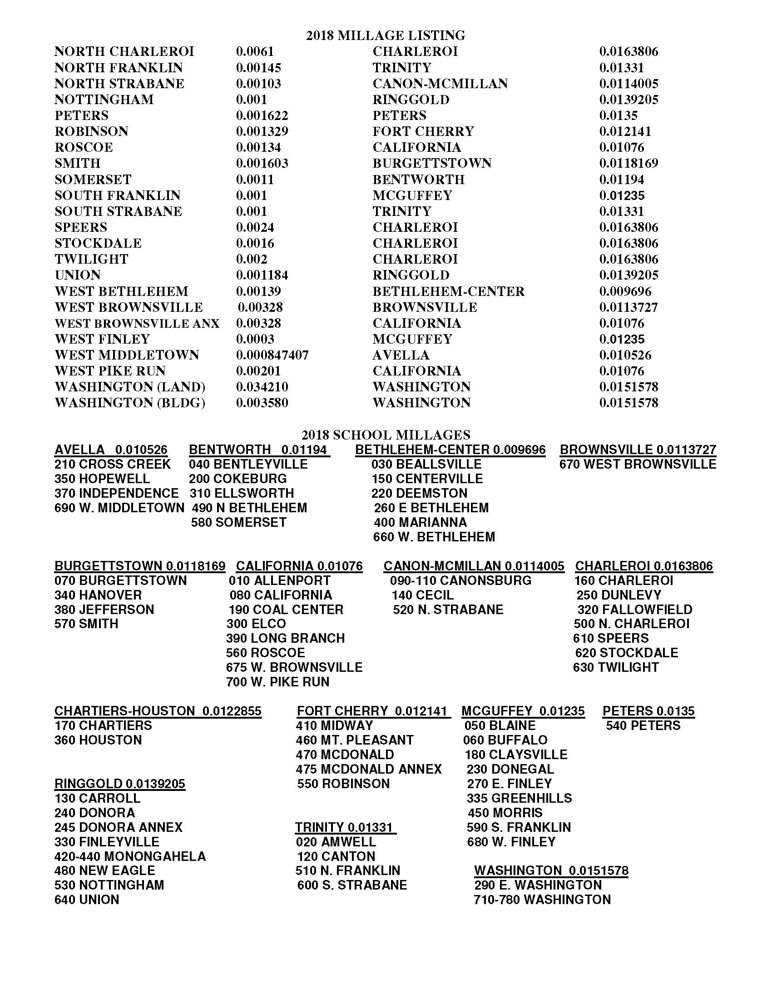 2018 MILLAGE LISTING
NORTH CHARLEROI 0.0061 CHARLEROI 0.0163806
NORTH FRANKLIN 0.00145 TRINITY 0.01331
NORTH STRABANE 0.00103 CANON-MCMILLAN 0.0114005
NOTTINGHAM 0.001 RINGGOLD 0.0139205
PETERS 0.001622 PETERS 0.0135
ROBINSON 0.001329 FORT CHERRY 0.012141
ROSCOE 0.00134 CALIFORNIA 0.01076
SMITH 0.001603 BURGETTSTOWN 0.0118169
SOMERSET 0.0011 BENTWORTH 0.01194
SOUTH FRANKLIN 0.001 MCGUFFEY 0.01235
SOUTH STRABANE 0.001 TRINITY 0.01331
SPEERS 0.0024 CHARLEROI 0.0163806
STOCKDALE 0.0016 CHARLEROI 0.0163806
TWILIGHT 0.002 CHARLEROI 0.0163806
UNION 0.001184 RINGGOLD 0.0139205
WEST BETHLEHEM 0.00139 BETHLEHEM-CENTER 0.009696
WEST BROWNSVILLE 0.00328 BROWNSVILLE 0.0113727
WEST BROWNSVILLE ANX 0.00328 CALIFORNIA 0.01076
WEST FINLEY 0.0003 MCGUFFEY 0.01235
WEST MIDDLETOWN 0.000847407 AVELLA 0.010526
WEST PIKE RUN 0.00201 CALIFORNIA 0.01076
WASHINGTON (LAND) 0.034210 WASHINGTON 0.0151578
WASHINGTON (BLDG) 0.003580 WASHINGTON 0.0151578
2018 SCHOOL MILLAGES
AVELLA 0.010526 BENTWORTH 0.01194 BETHLEHEM-CENTER 0.009696 BROWNSVILLE 0.0113727
210 CROSS CREEK 040 BENTLEYVILLE 030 BEALLSVILLE 670 WEST BROWNSVILLE
350 HOPEWELL 200 COKEBURG 150 CENTERVILLE
370 INDEPENDENCE 310 ELLSWORTH 220 DEEMSTON
690 W. MIDDLETOWN 490 N BETHLEHEM 260 E BETHLEHEM
580 SOMERSET 400 MARIANNA
660 W. BETHLEHEM
BURGETTSTOWN 0.0118169 CALIFORNIA 0.01076 CANON-MCMILLAN 0.0114005 CHARLEROI 0.0163806
070 BURGETTSTOWN 010 ALLENPORT 090-110 CANONSBURG 160 CHARLEROI
340 HANOVER 080 CALIFORNIA 140 CECIL 250 DUNLEVY
380 JEFFERSON 190 COAL CENTER 520 N. STRABANE 320 FALLOWFIELD
570 SMITH 300 ELCO 500 N. CHARLEROI
390 LONG BRANCH 610 SPEERS
560 ROSCOE 620 STOCKDALE
675 W. BROWNSVILLE 630 TWILIGHT
700 W. PIKE RUN
CHARTIERS-HOUSTON 0.0122855 FORT CHERRY 0.012141 MCGUFFEY 0.01235 PETERS 0.0135
170 CHARTIERS 410 MIDWAY 050 BLAINE 540 PETERS
360 HOUSTON 460 MT. PLEASANT 060 BUFFALO
470 MCDONALD 180 CLAYSVILLE
475 MCDONALD ANNEX 230 DONEGAL
RINGGOLD 0.0139205 550 ROBINSON 270 E. FINLEY
130 CARROLL 335 GREENHILLS
240 DONORA 450 MORRIS
245 DONORA ANNEX TRINITY 0.01331 590 S. FRANKLIN
330 FINLEYVILLE 020 AMWELL 680 W. FINLEY
420-440 MONONGAHELA 120 CANTON
480 NEW EAGLE 510 N. FRANKLIN WASHINGTON 0.0151578
530 NOTTINGHAM 600 S. STRABANE 290 E. WASHINGTON
640 UNION 710-780 WASHINGTON